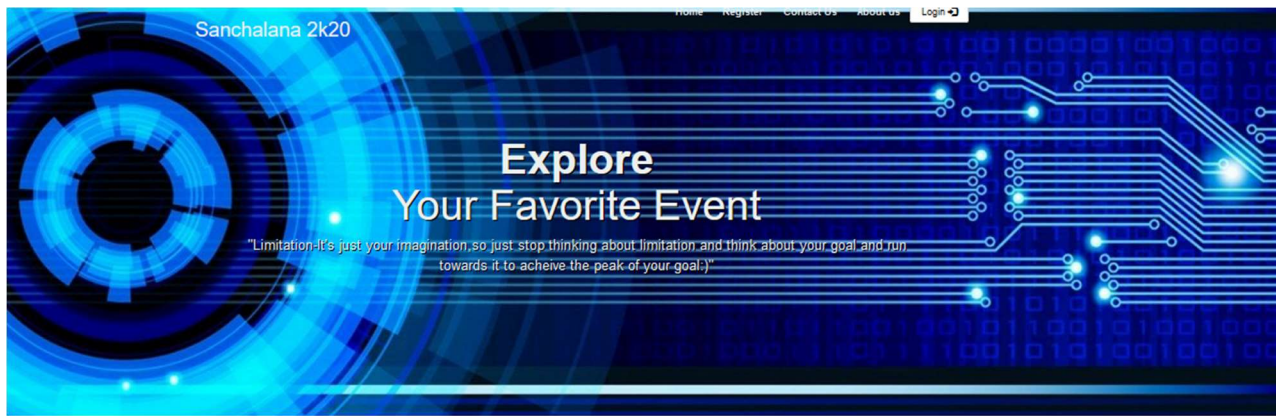 Home Register Contact Us About us Login
Sanchalana 2k20
Explore
Your Favorite Event
"Limitation-It's just your imagination,so just stop thinking about limitation and think about your goal and run
towards it to acheive the peak of your goal:)"